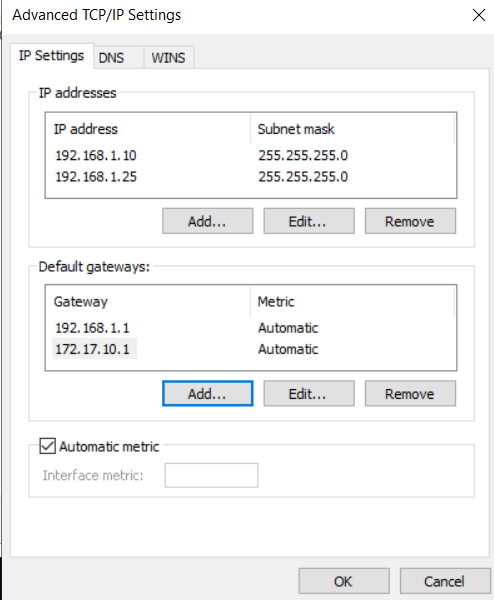 Advanced TCP/IP Settings
IP Settings DNS WINS
IP addresses
IP address Subnet mask
192.168.1.10 255.255.255.0
192.168.1.25 255.255.255.0
Add... Edit... Remove
Default gateways:
Gateway Metric
192.168.1.1 Automatic
172.17.10.1 Automatic
Add... Edit... Remove
Automatic metric
Interface metric:
OK Cancel